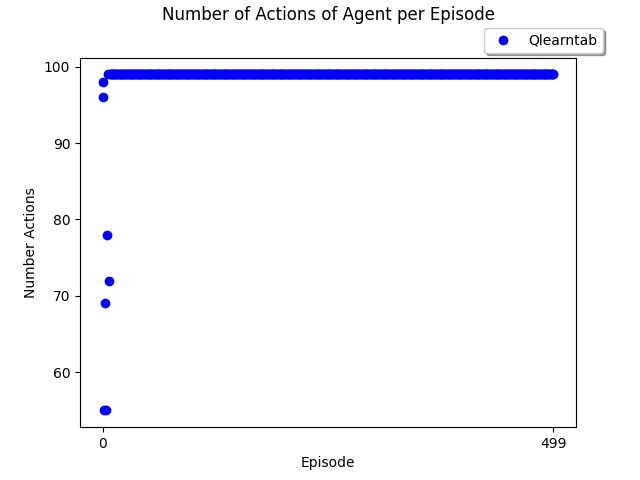 Number of Actions of Agent per Episode
Qlearntab
100
90
80
70
60
Number Actions
0
499
Episode